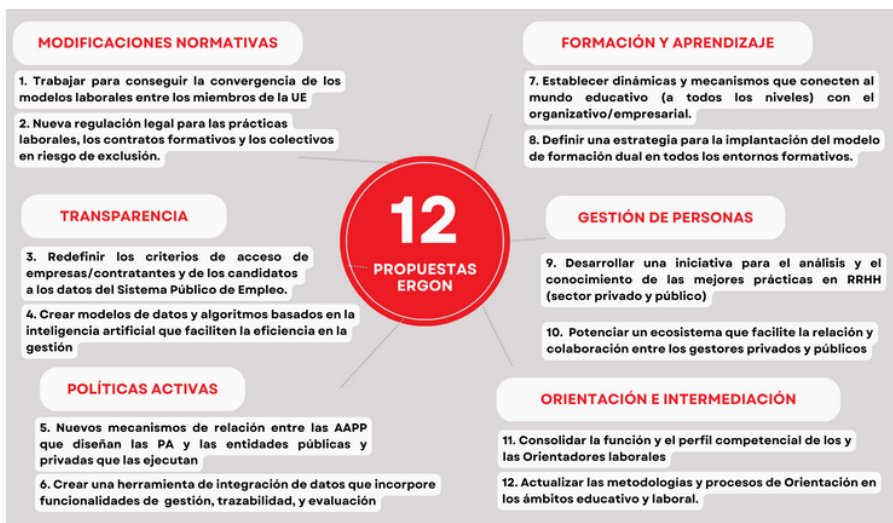 MODIFICACIONES NORMATIVAS
1. Trabajar para conseguir la convergencia de los
modelos laborales entre los miembros de la UE
2. Nueva regulación legal para las prácticas
laborales, los contratos formativos y los colectivos
en riesgo de exclusión.
TRANSPARENCIA
3. Redefinir los criterios de acceso de
empresas/contratantes y de los candidatos
a los datos del Sistema Público de Empleo.
4. Crear modelos de datos y algoritmos basados en la
inteligencia artificial que faciliten la eficiencia en la
gestión
POLÍTICAS ACTIVAS
5. Nuevos mecanismos de relación entre las AAPP
que diseñan las PA y las entidades públicas y
privadas que las ejecutan
6. Crear una herramienta de integración de datos que incorpore
funcionalidades de gestión, trazabilidad, y evaluación
12
PROPUESTAS
ERGON
FORMACIÓN Y APRENDIZAJE
7. Establecer dinámicas y mecanismos que conecten al
mundo educativo (a todos los niveles) con el
organizativo/empresarial.
8. Definir una estrategia para la implantación del modelo
de formación dual en todos los entornos formativos.
GESTIÓN DE PERSONAS
9. Desarrollar una iniciativa para el análisis y el
conocimiento de las mejores prácticas en RRHH
(sector privado y público)
10. Potenciar un ecosistema que facilite la relación y
colaboración entre los gestores privados y públicos
ORIENTACIÓN E INTERMEDIACIÓN
11. Consolidar la función y el perfil competencial de los y
las Orientadores laborales
12. Actualizar las metodologías y procesos de Orientación en
los ámbitos educativo y laboral.